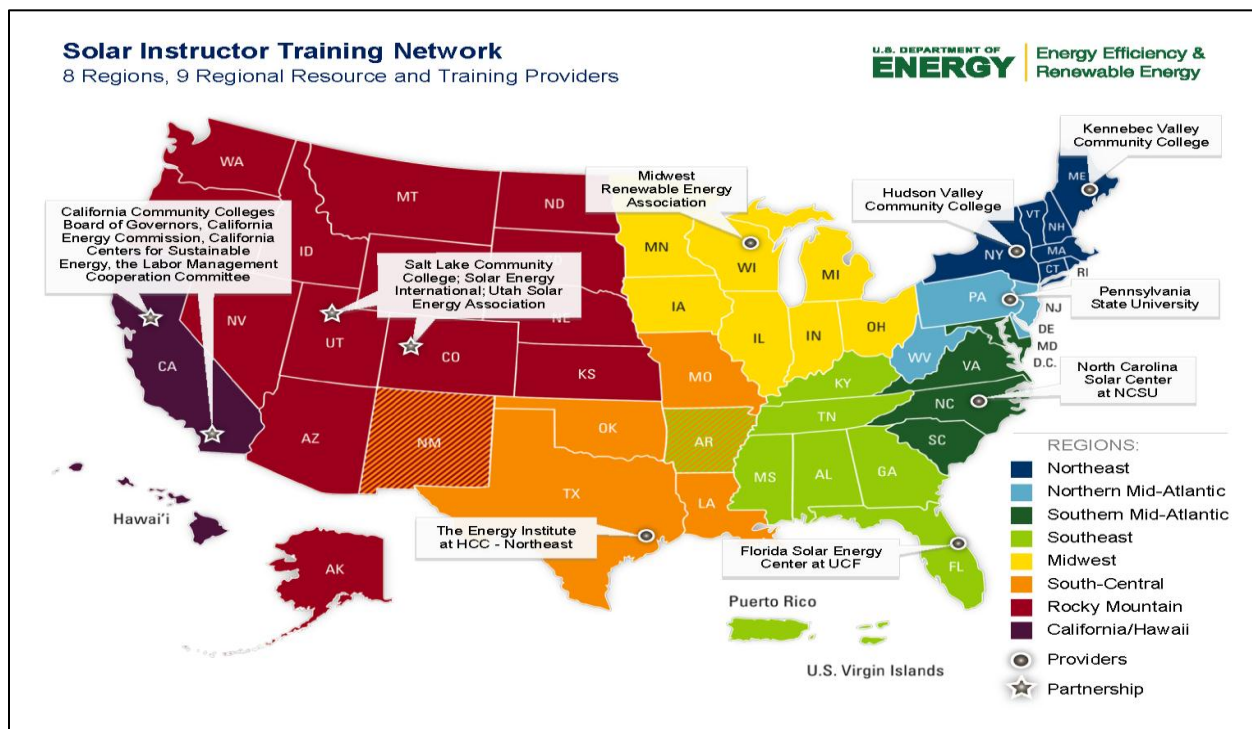 Solar Instructor Training Network
8 Regions, 9 Regional Resource and Training Providers
U.S. DEPARTMENT OF
ENERGY
Energy Efficiency &
Renewable Energy
Kennebec Valley
Community College
Midwest
Renewable Energy
Association
Hudson Valley
Community College
California Community Colleges
Board of Governors, California
Energy Commission, California
Centers for Sustainable
Energy, the Labor Management
Cooperation Committee
Salt Lake Community
College; Solar Energy
International; Utah Solar
Energy Association
Pennsylvania
State University
North Carolina
Solar Center
at NCSU
The Energy Institute
at HCC - Northeast
Florida Solar Energy
Center at UCF
WA
MT
ND
ID
MN
WI
MI
ME
VT
NH
NY
MA
CT
RI
PA
NJ
DE
MD
D.C.
NV
UT
CO
NE
IA
IL
IN
OH
WV
VA
CA
KS
MO
KY
NC
TN
SC
AZ
NM
OK
AR
MS
AL
GA
TX
LA
FL
AK
Hawai'i
Puerto Rico
U.S. Virgin Islands
REGIONS:
Northeast
Northern Mid-Atlantic
Southern Mid-Atlantic
Southeast
Midwest
South-Central
Rocky Mountain
California/Hawaii
Providers
Partnership